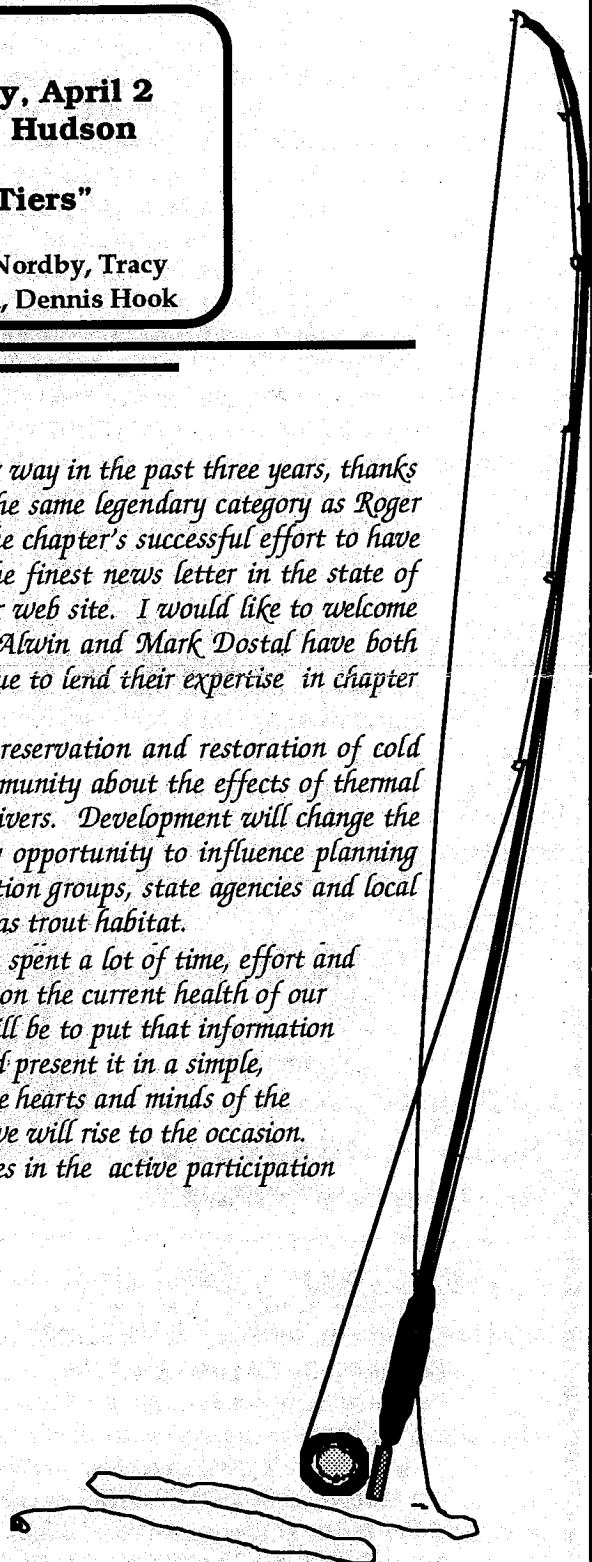 y, April 2
Hudson
Tiers"
Nordby, Tracy
, Dennis Hook
way in the past three years, thanks
he same legendary category as Roger
e chapter's successful effort to have
he finest news letter in the state of
r web site. I would like to welcome
Alwin and Mark Dostal have both
ue to lend their expertise in chapter
reservation and restoration of cold
munity about the effects of thermal
ivers. Development will change the
opportunity to influence planning
tion groups, state agencies and local
as trout habitat.
spent a lot of time, effort and
on the current health of our
ill be to put that information
d present it in a simple,
e hearts and minds of the
ve will rise to the occasion.
es in the active participation